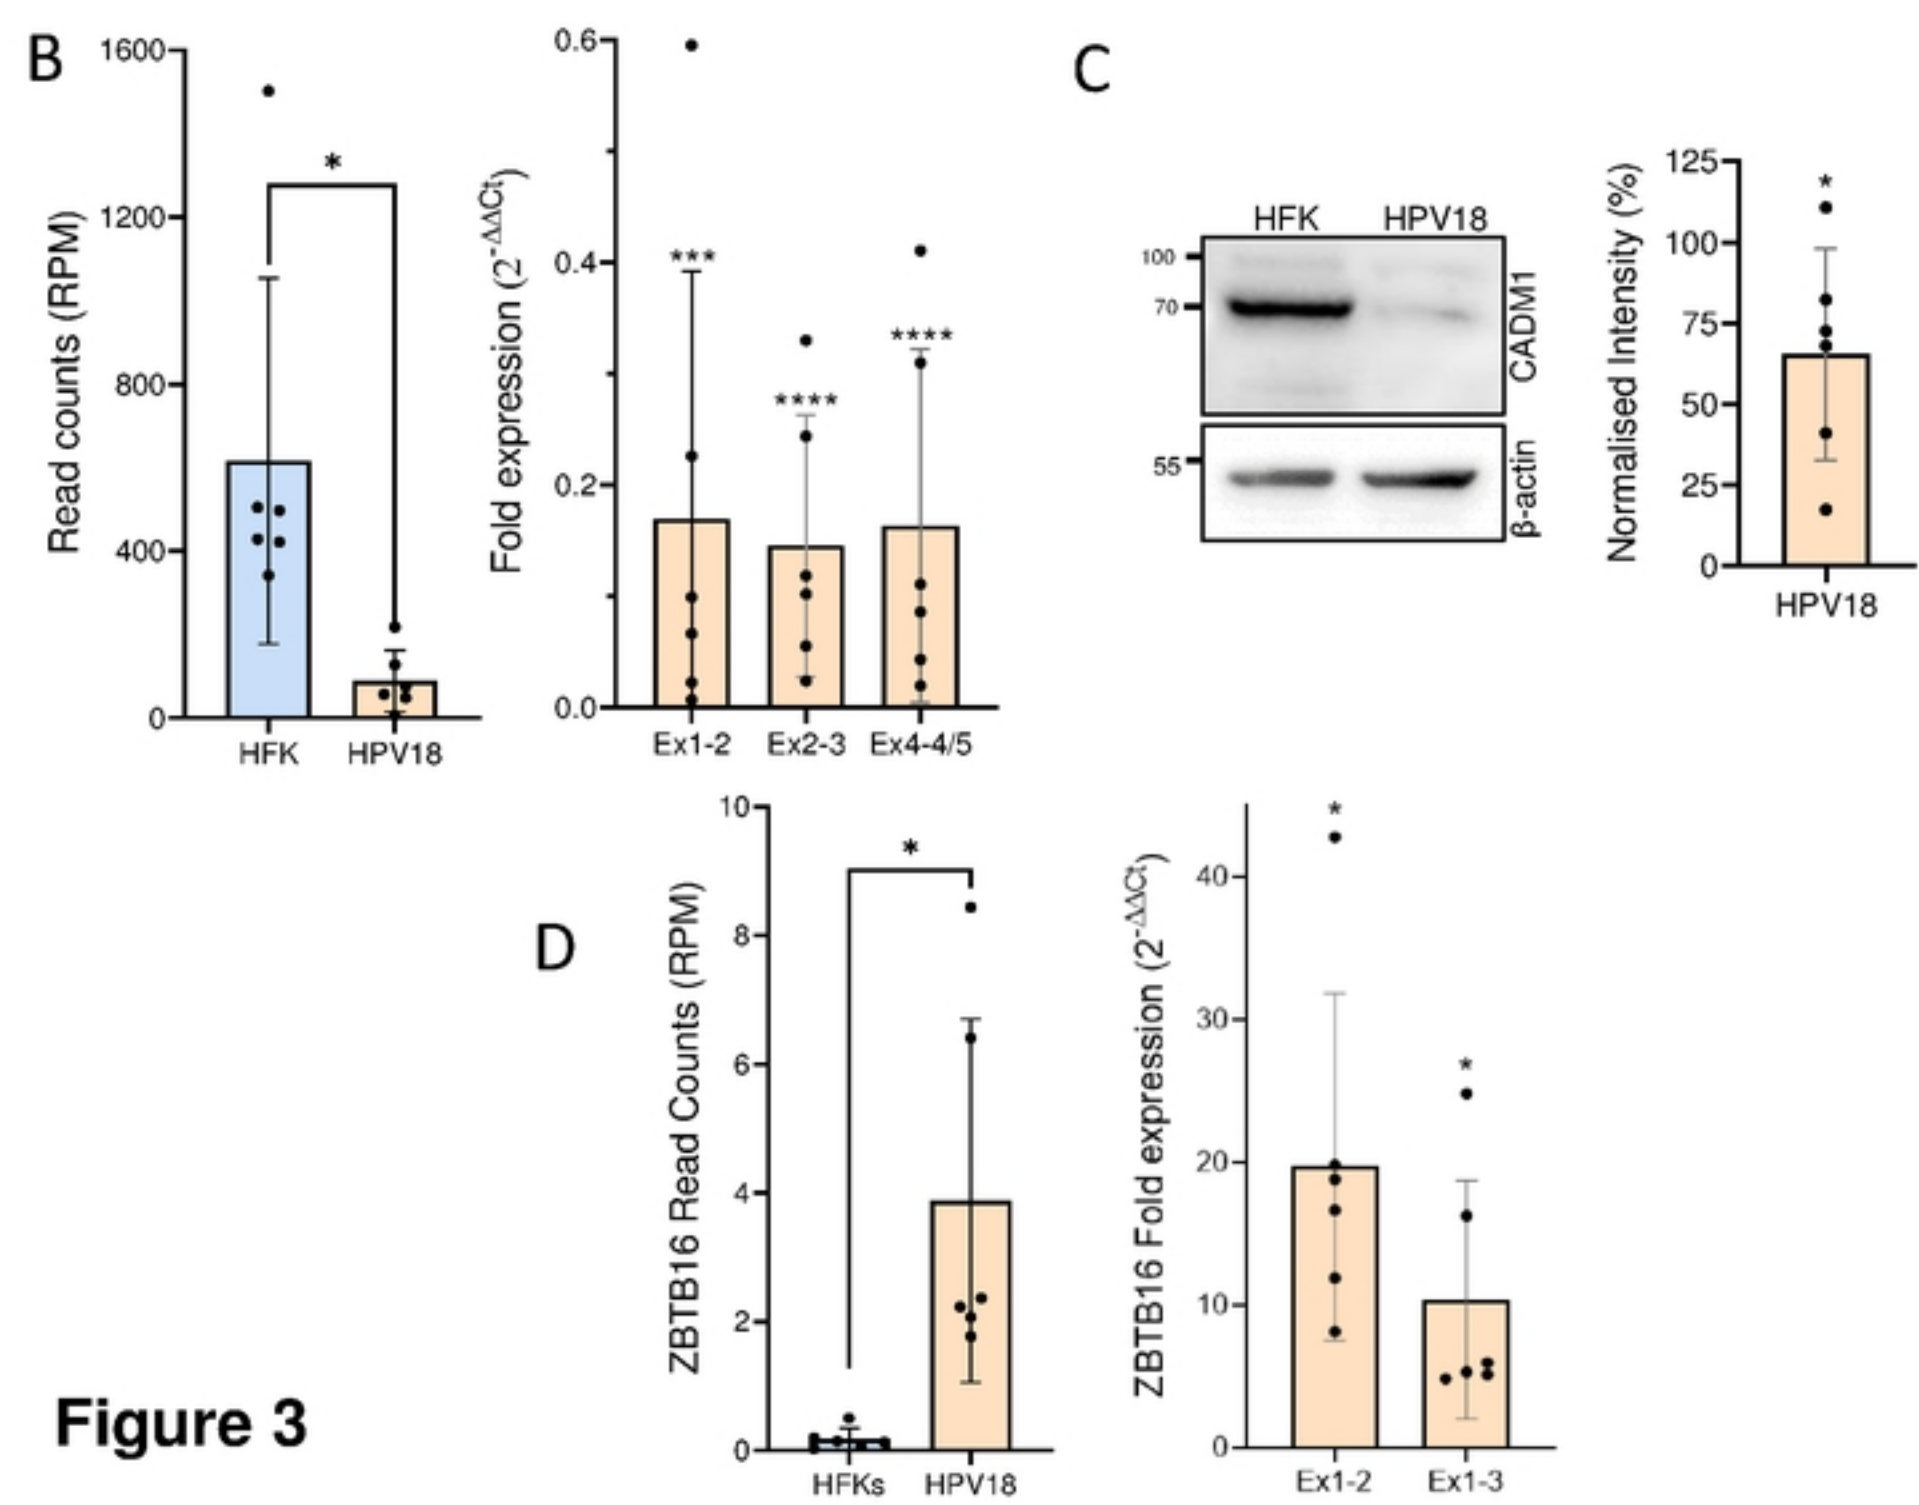 B
Read counts (RPM)
1600
1200
800
400
0
*
HFK
HPV18
Fold expression (2^-ΔΔCt)
0.6
0.4
0.2
0.0
***
****
****
Ex1-2
Ex2-3
Ex4-4/5
C
HFK
HPV18
100
70
CADM1
55
β-actin
Normalised Intensity (%)
125
100
75
50
25
0
*
HPV18
D
ZBTB16 Read Counts (RPM)
10
8
6
4
2
0
*
HFKs
HPV18
ZBTB16 Fold expression (2^-ΔΔCt)
40
30
20
10
0
*
*
Ex1-2
Ex1-3
Figure 3